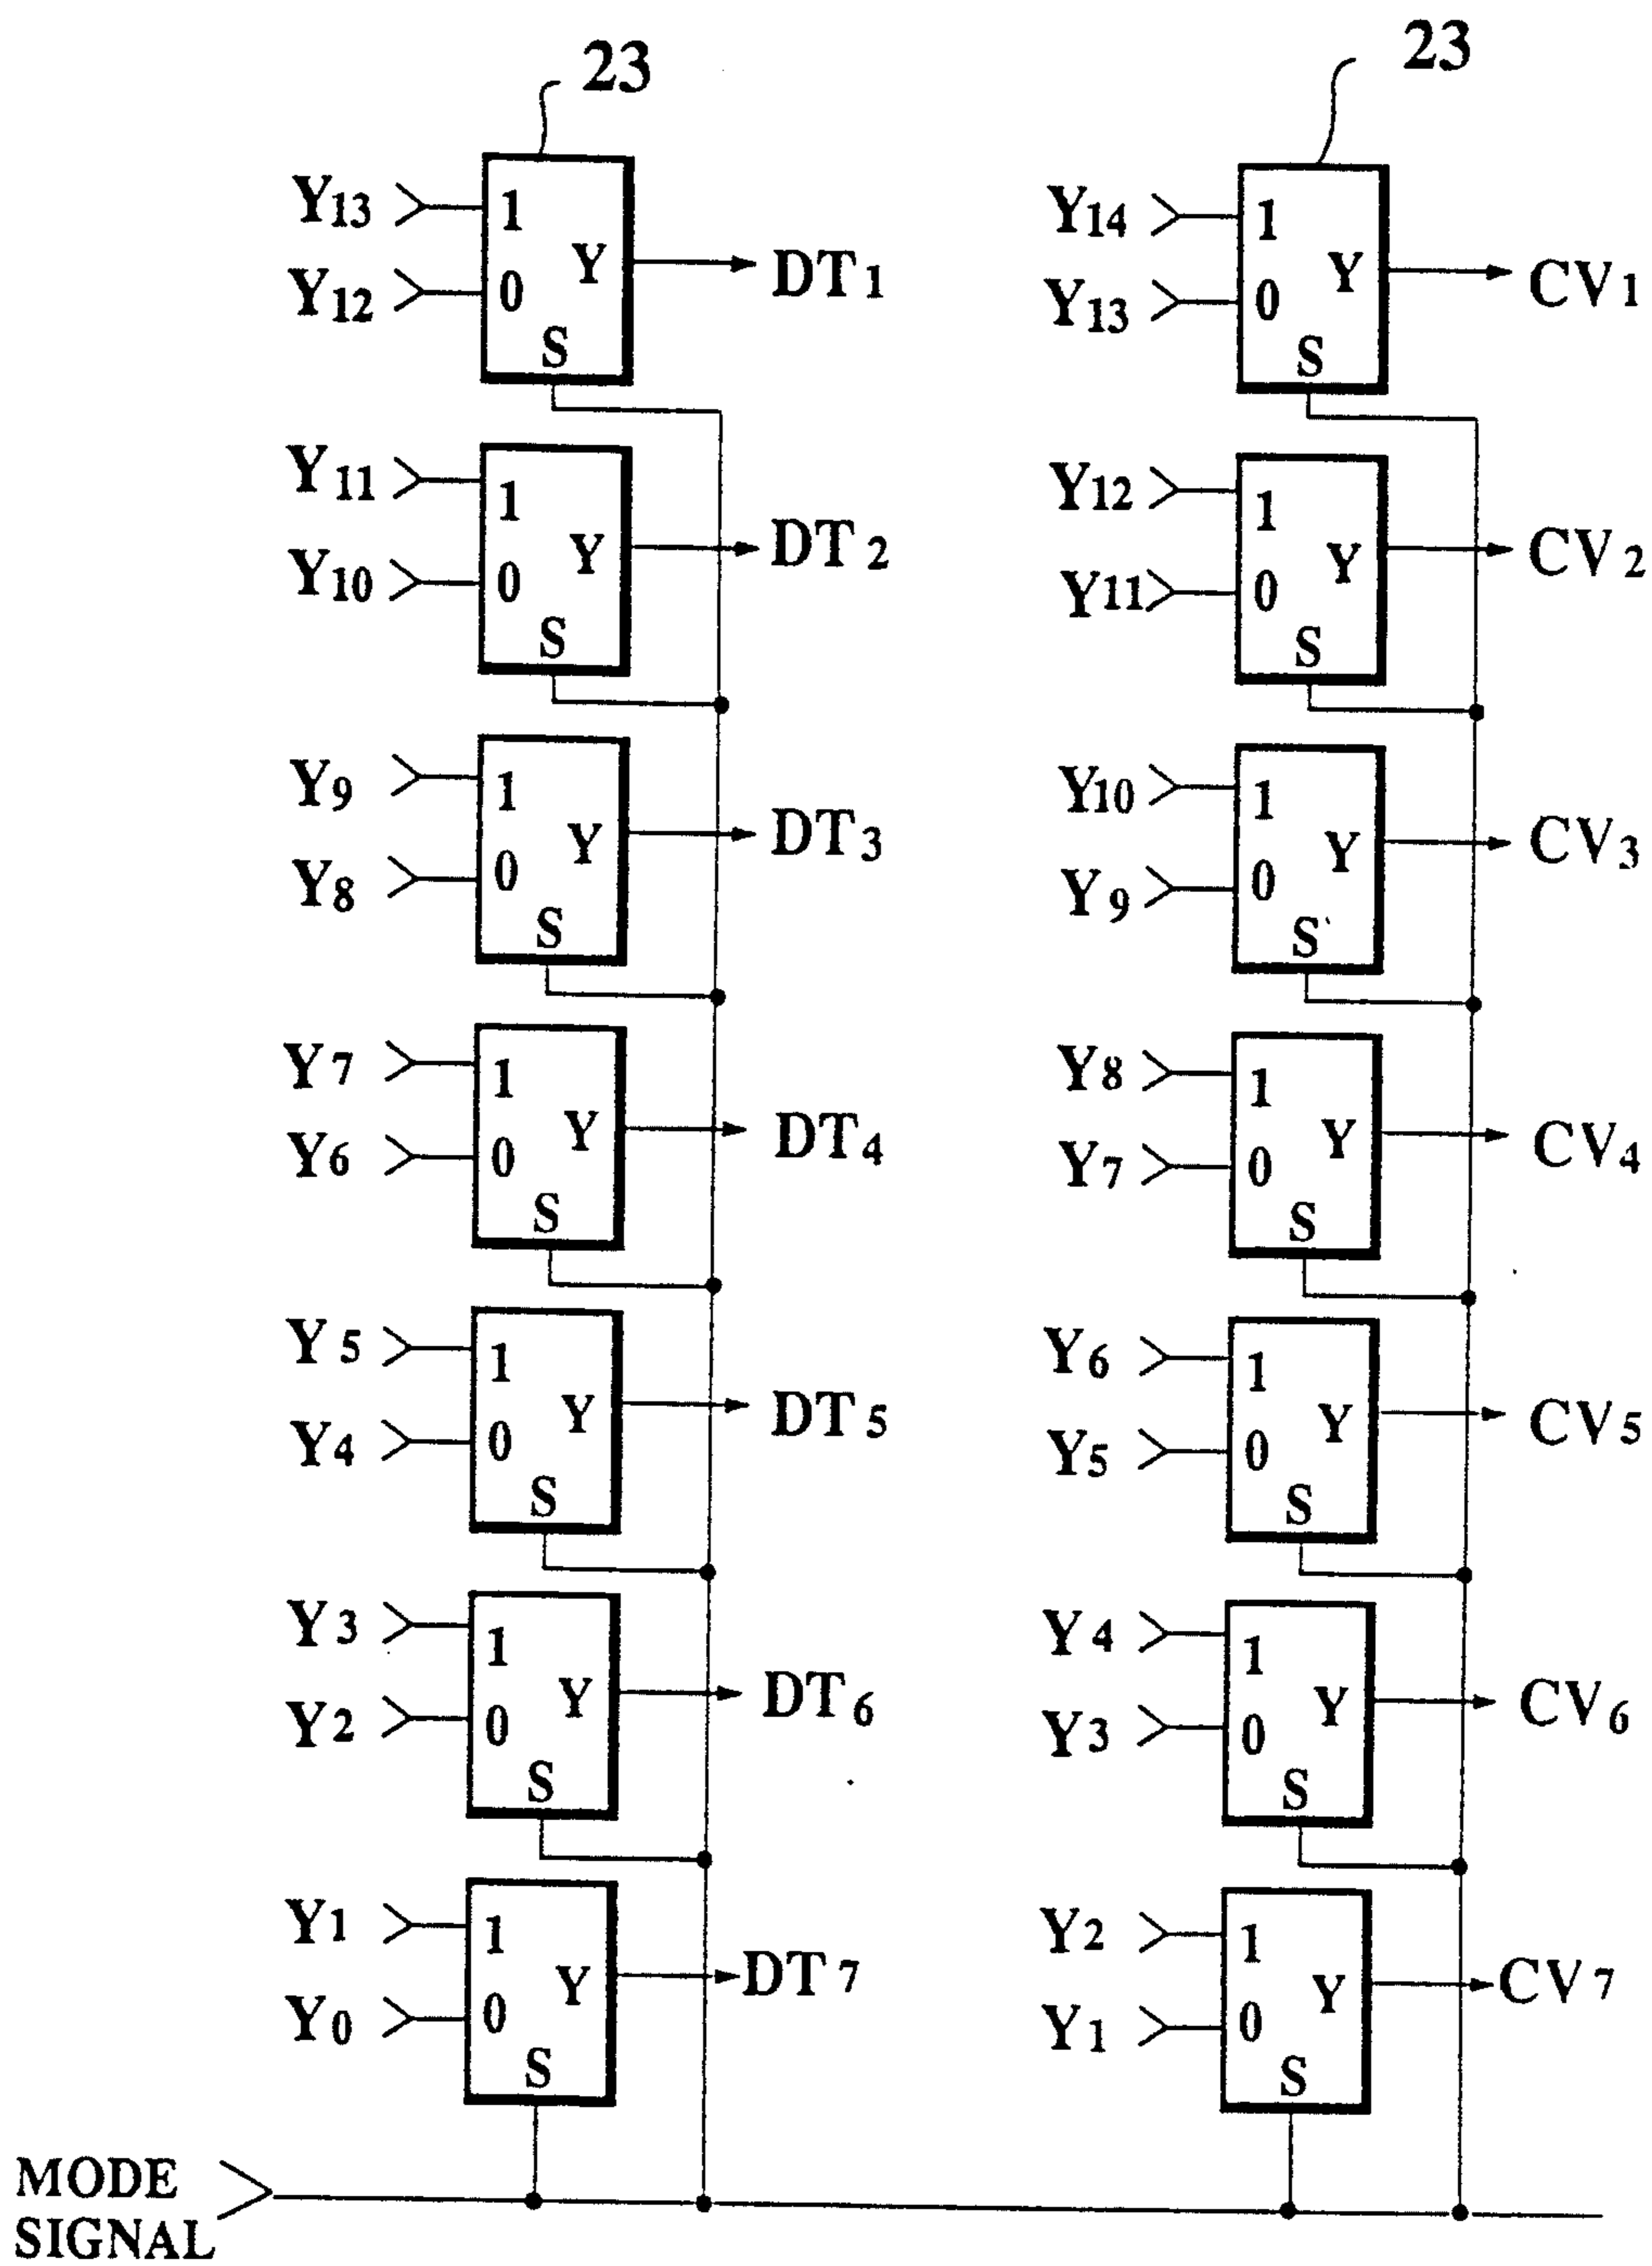 23
Y13 1
Y DT1
Y12 0
S
Y11 1
Y DT2
Y10 0
S
Y9 1
Y DT3
Y8 0
S
Y7 1
Y DT4
Y6 0
S
Y5 1
Y DT5
Y4 0
S
Y3 1
Y DT6
Y2 0
S
Y1 1
Y DT7
Y0 0
S
23
Y14 1
Y CV1
Y13 0
S
Y12 1
Y CV2
Y11 0
S
Y10 1
Y CV3
Y9 0
S
Y8 1
Y CV4
Y7 0
S
Y6 1
Y CV5
Y5 0
S
Y4 1
Y CV6
Y3 0
S
Y2 1
Y CV7
Y1 0
S
MODE
SIGNAL